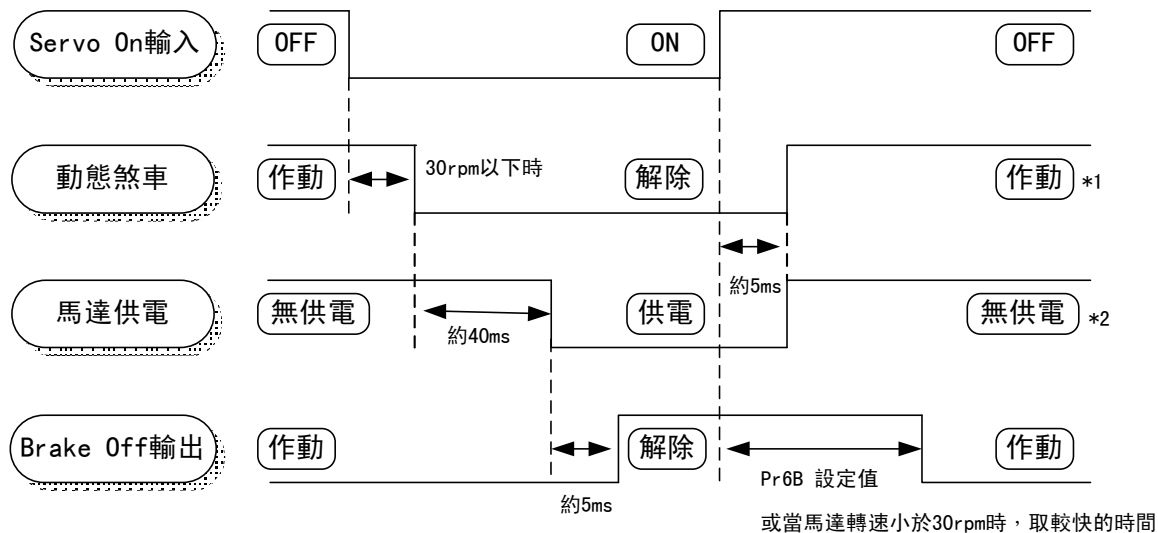 Servo On輸入
OFF
ON
OFF
動態煞車
作動
30rpm以下時
解除
作動
*1
約5ms
馬達供電
無供電
約40ms
供電
無供電
*2
Brake Off輸出
作動
約5ms
解除
Pr6B 設定值
作動
或當馬達轉速小於30rpm時，取較快的時間